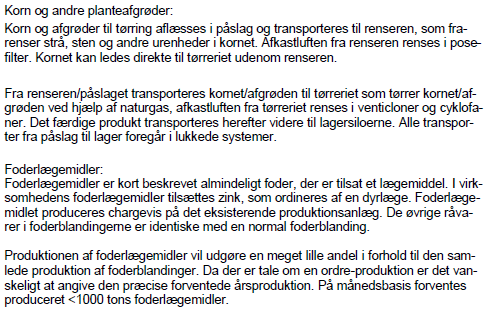 Korn og andre planteafgrøder:
Korn og afgrøder til tørring aflæsses i påslag og transporteres til renseren, som fra-
renser strå, sten og andre urenheder i kornet. Afkastluften fra renseren renses i pose-
filter. Kornet kan ledes direkte til tørreriet udenom renseren.
Fra renseren/påslaget transporteres kornet/afgrøden til tørreriet som tørrer kornet/af-
grøden ved hjælp af naturgas, afkastluften fra tørreriet renses i venticloner og cyklofa-
ner. Det færdige produkt transporteres herefter videre til lagersiloerne. Alle transpor-
ter fra påslag til lager foregår i lukkede systemer.
Foderlægemidler:
Foderlægemidler er kort beskrevet almindeligt foder, der er tilsat et lægemiddel. I virk-
somhedens foderlægemidler tilsættes zink, som ordineres af en dyrlæge. Foderlæge-
midlet produceres chargevis på det eksisterende produktionsanlæg. De øvrige råva-
rer i foderblandingerne er identiske med en normal foderblanding.
Produktionen af foderlægemidler vil udgøre en meget lille andel i forhold til den sam-
lede produktion af foderblandinger. Da der er tale om en ordre-produktion er det van-
skeligt at angive den præcise forventede årsproduktion. På månedsbasis forventes
produceret <1000 tons foderlægemidler.